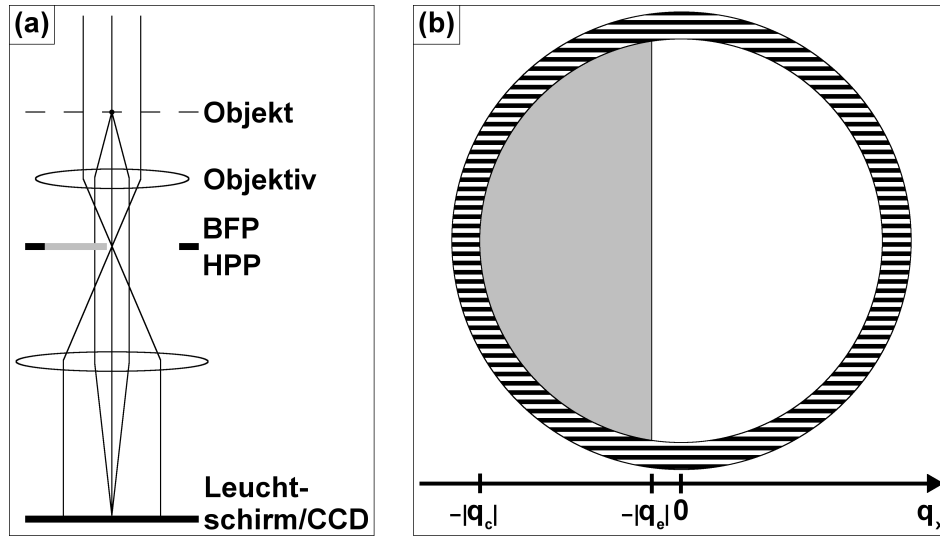 (a)
Objekt
Objektiv
BFP
HPP
Leucht-
schirm/CCD
(b)
−|q_c|
−|q_e|
0
q_x